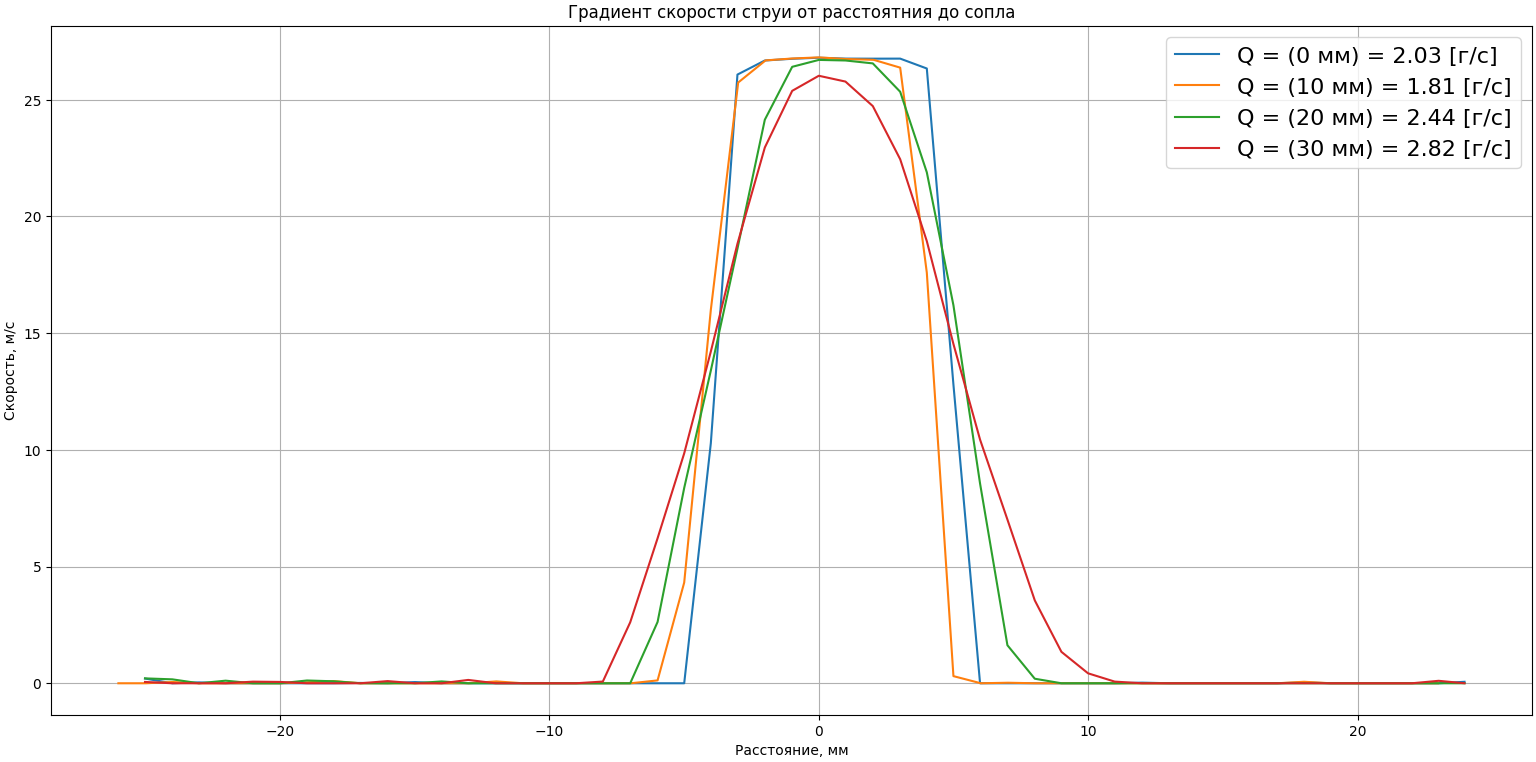 Градиент скорости струи от расстоятния до сопла
Q = (0 мм) = 2.03 [г/с]
Q = (10 мм) = 1.81 [г/с]
Q = (20 мм) = 2.44 [г/с]
Q = (30 мм) = 2.82 [г/с]
Скорость, м/с
25
20
15
10
5
0
−20
−10
0
10
20
Расстояние, мм